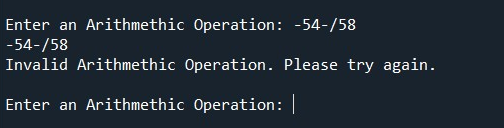 Enter an Arithmethic Operation: -54-/58
-54-/58
Invalid Arithmethic Operation. Please try again.
Enter an Arithmethic Operation: